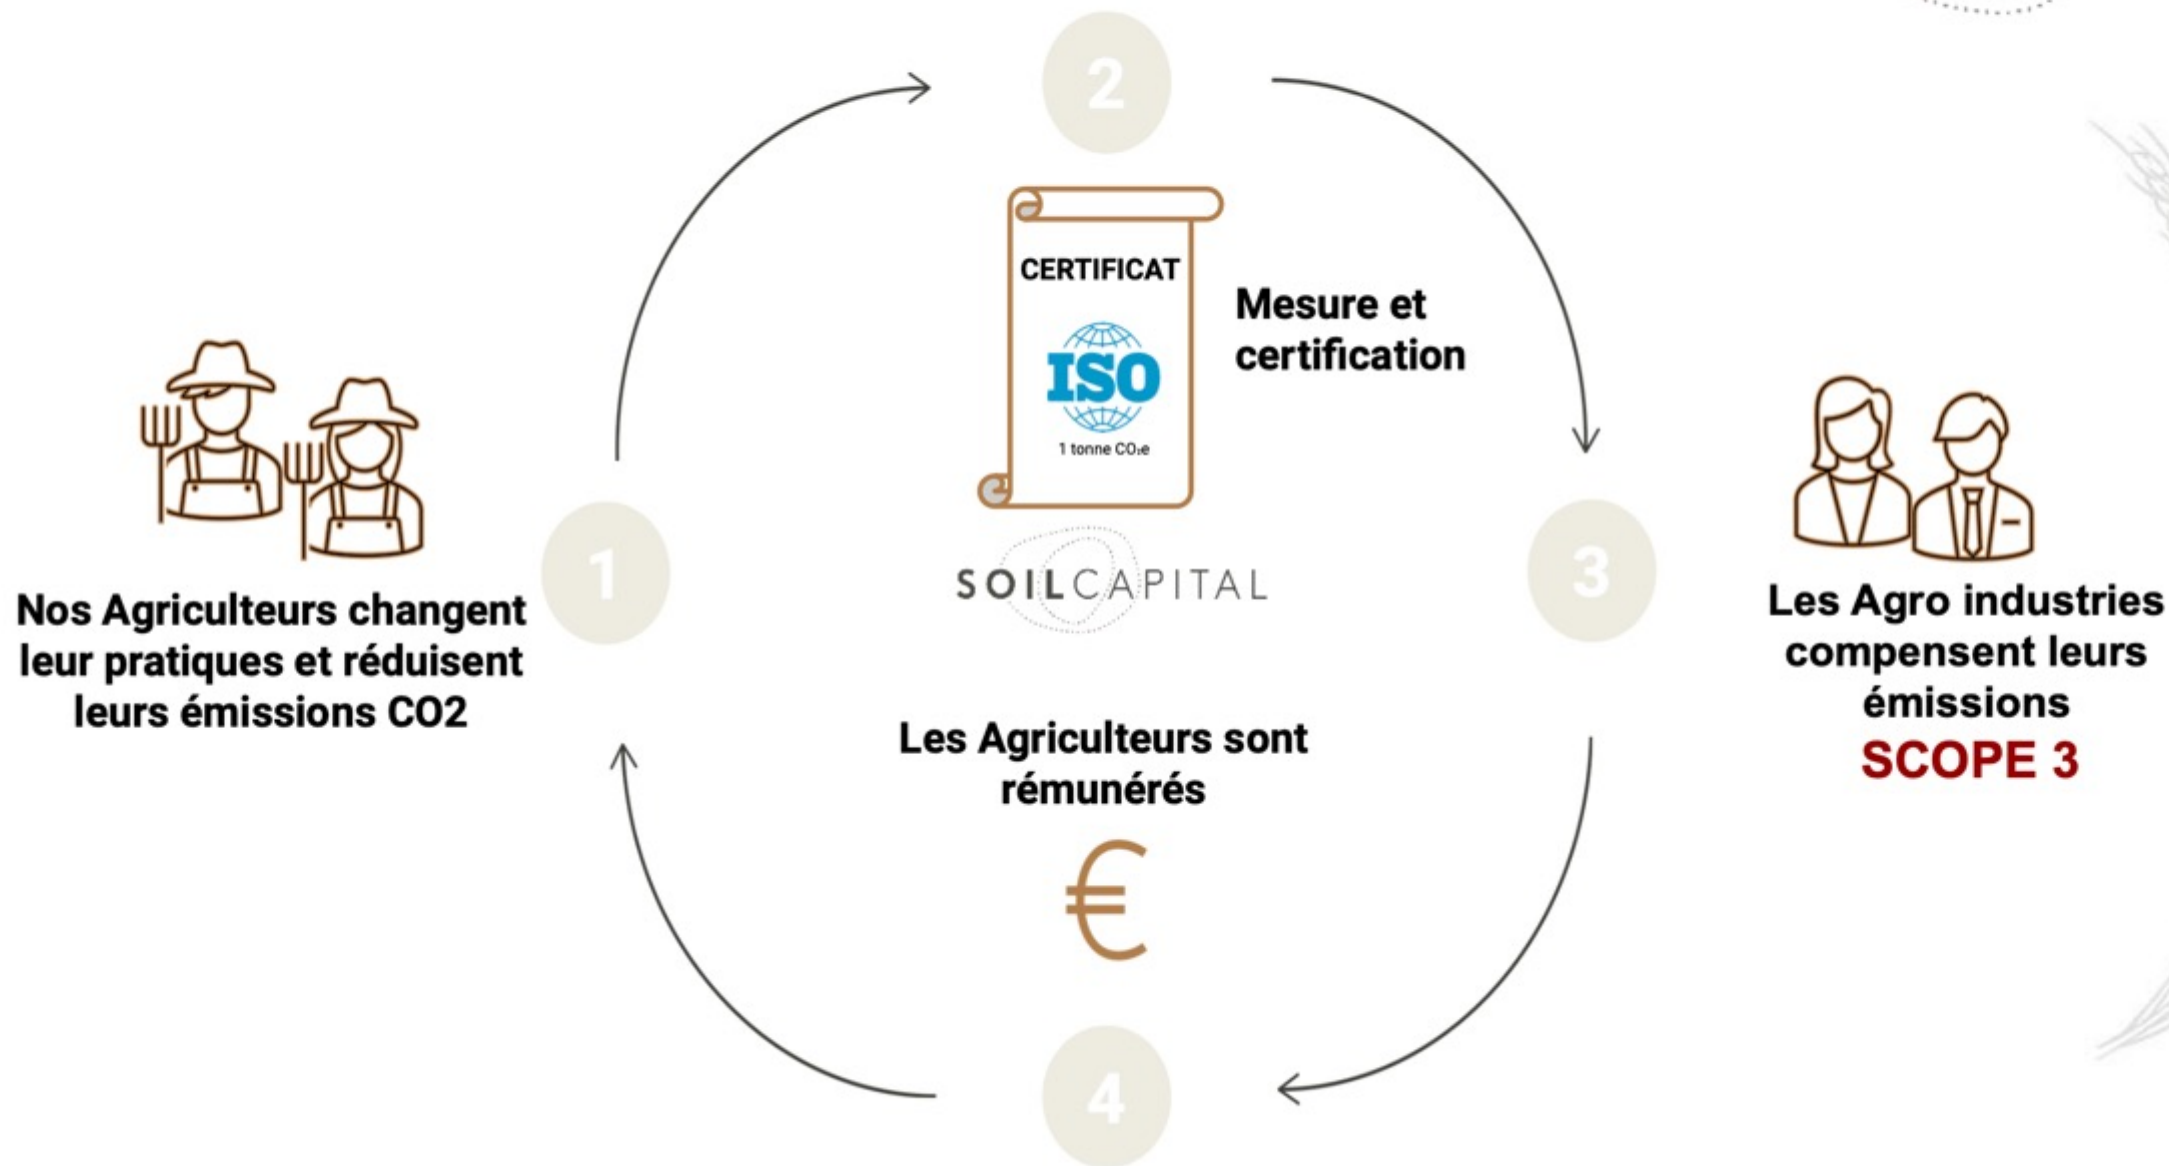 1
Nos Agriculteurs changent
leur pratiques et réduisent
leurs émissions CO2
2
CERTIFICAT
ISO
1 tonne CO₂e
Mesure et
certification
SOILCAPITAL
3
Les Agro industries
compensent leurs
émissions
SCOPE 3
Les Agriculteurs sont
rémunérés
€
4